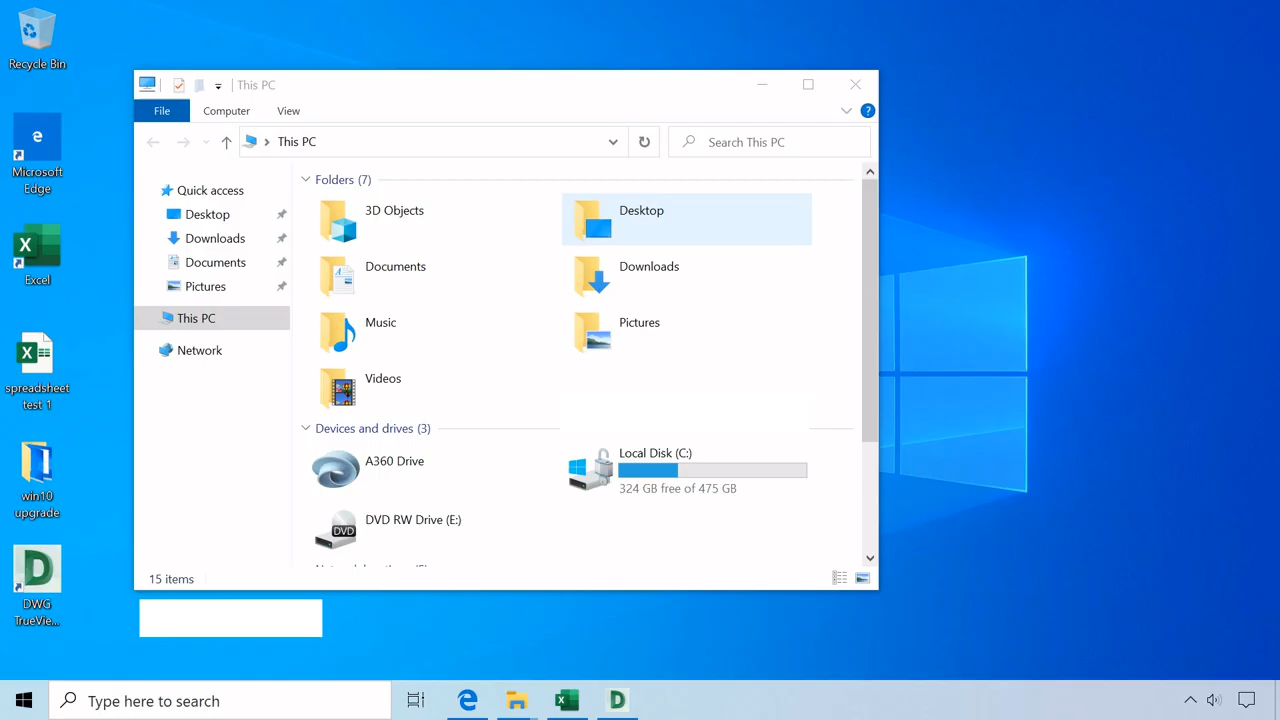 Recycle Bin
Microsoft
Edge
Excel
spreadsheet
test 1
win10
upgrade
DWG
TrueView...
This PC
File
Computer
View
?
This PC
Search This PC
Quick access
Desktop
Downloads
Documents
Pictures
This PC
Network
Folders (7)
3D Objects
Desktop
Documents
Downloads
Music
Pictures
Videos
Devices and drives (3)
A360 Drive
Local Disk (C:)
324 GB free of 475 GB
DVD
DVD RW Drive (E:)
15 items
Type here to search